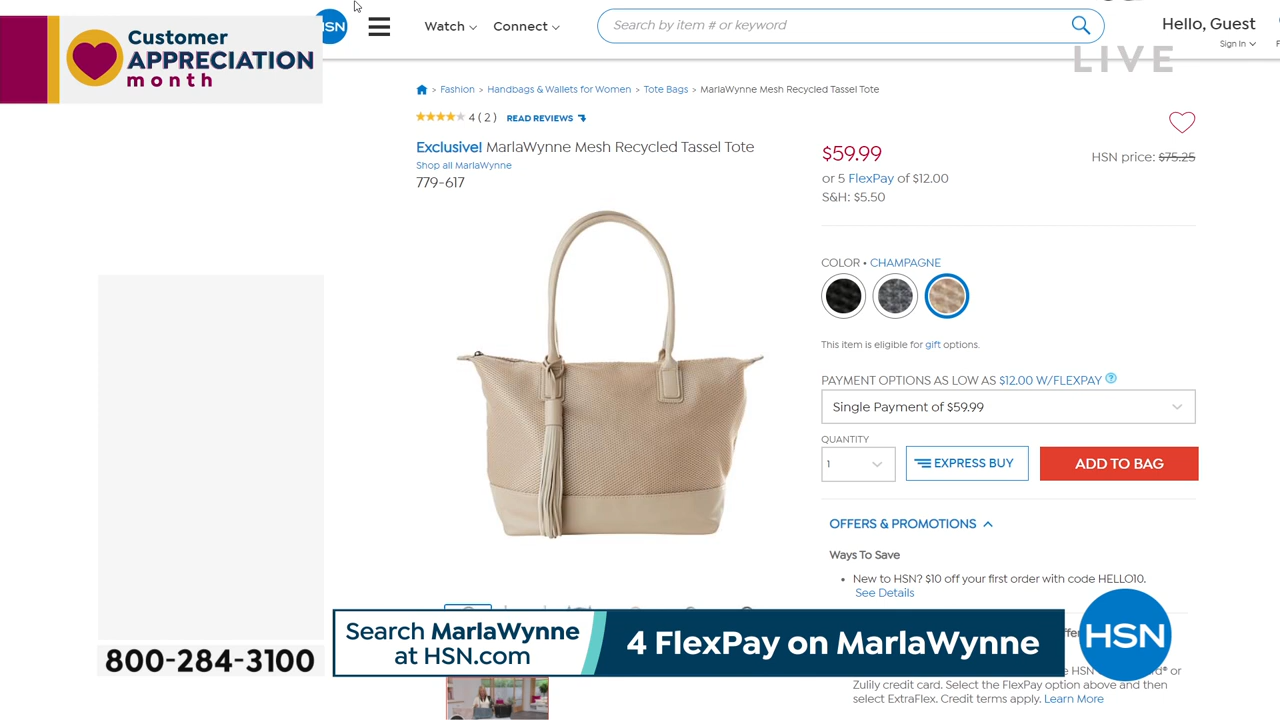 Customer
APPRECIATION
month
HSN
Watch
Connect
Search by item # or keyword
Hello, Guest
Sign In
LIVE
> Fashion > Handbags & Wallets for Women > Tote Bags > MarlaWynne Mesh Recycled Tassel Tote
4 ( 2 ) READ REVIEWS
Exclusive! MarlaWynne Mesh Recycled Tassel Tote
Shop all MarlaWynne
779-617
$59.99
HSN price: $75.25
or 5 FlexPay of $12.00
S&H: $5.50
COLOR • CHAMPAGNE
This item is eligible for gift options.
PAYMENT OPTIONS AS LOW AS $12.00 W/FLEXPAY ?
Single Payment of $59.99
QUANTITY
1
EXPRESS BUY
ADD TO BAG
OFFERS & PROMOTIONS
Ways To Save
• New to HSN? $10 off your first order with code HELLO10.
See Details
Search MarlaWynne
at HSN.com
4 FlexPay on MarlaWynne
HSN
800-284-3100
HSN
or
Zulily credit card. Select the FlexPay option above and then
select ExtraFlex. Credit terms apply. Learn More